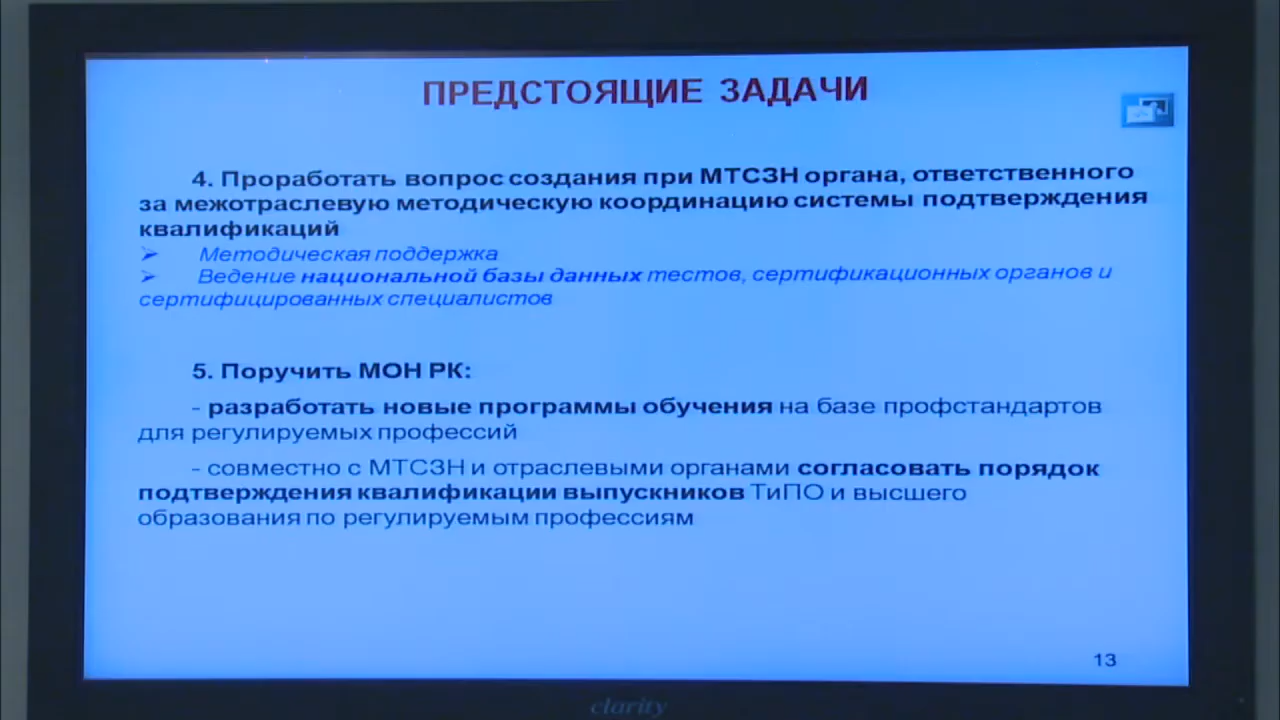 ПРЕДСТОЯЩИЕ ЗАДАЧИ
4. Проработать вопрос создания при МТСЗН органа, ответственного
за межотраслевую методическую координацию системы подтверждения
квалификаций
➢ Методическая поддержка
➢ Ведение национальной базы данных тестов, сертификационных органов и
сертифицированных специалистов
5. Поручить МОН РК:
- разработать новые программы обучения на базе профстандартов
для регулируемых профессий
- совместно с МТСЗН и отраслевыми органами согласовать порядок
подтверждения квалификации выпускников ТиПО и высшего
образования по регулируемым профессиям
13
clarity